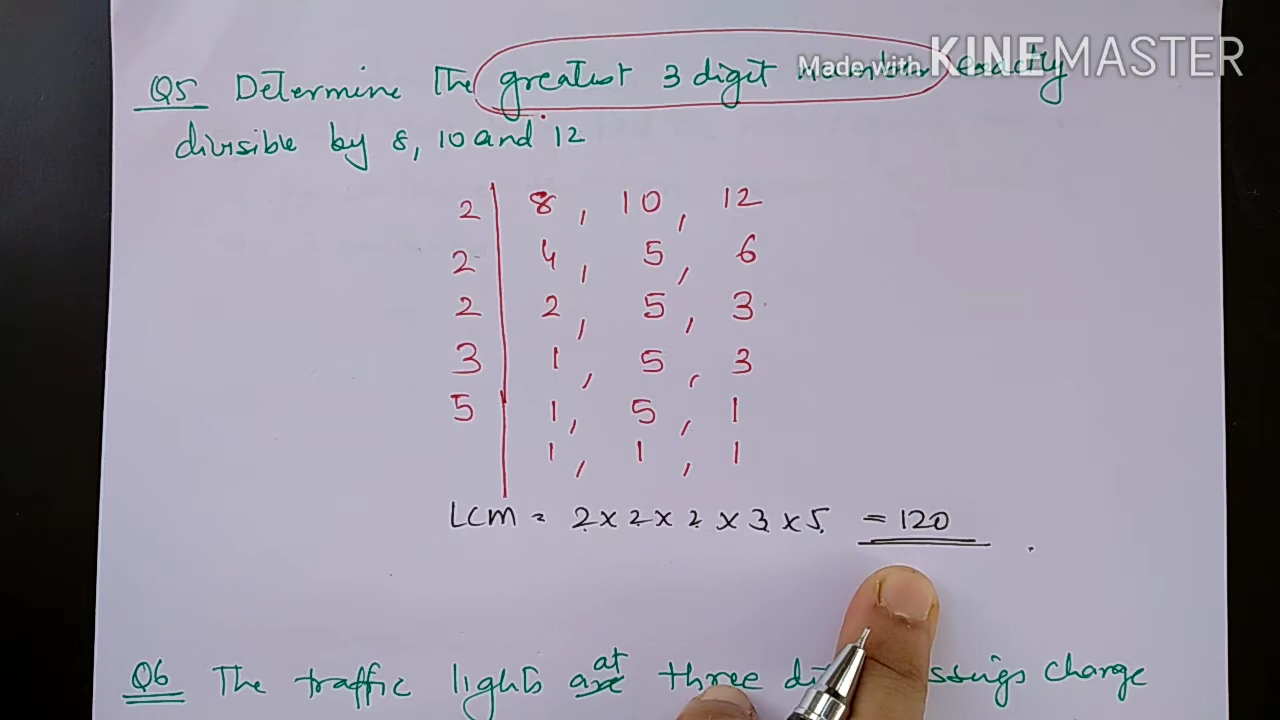 Made with KINEMASTER
Q5 Determine the greatest 3 digit number exactly
divisible by 8, 10 and 12
2 | 8, 10, 12
2 | 4, 5, 6
2 | 2, 5, 3
3 | 1, 5, 3
5 | 1, 5, 1
| 1, 1, 1
LCM = 2 x 2 x 2 x 3 x 5 = 120
Q6 The traffic lights at three